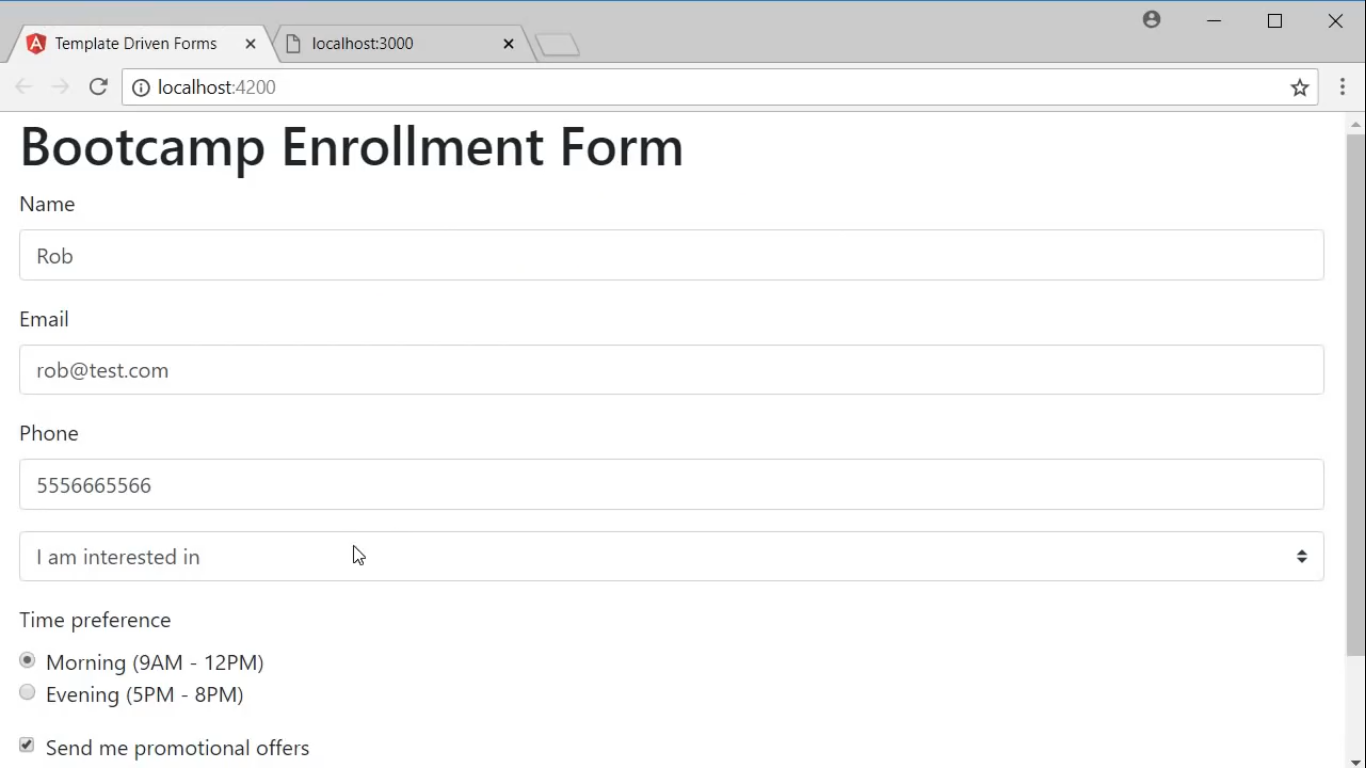 Template Driven Forms
localhost:3000
localhost:4200
Bootcamp Enrollment Form
Name
Rob
Email
rob@test.com
Phone
5556665566
I am interested in
Time preference
Morning (9AM - 12PM)
Evening (5PM - 8PM)
Send me promotional offers